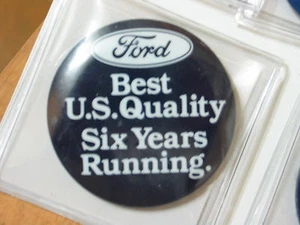 Ford
Best
U.S. Quality
Six Years
Running.